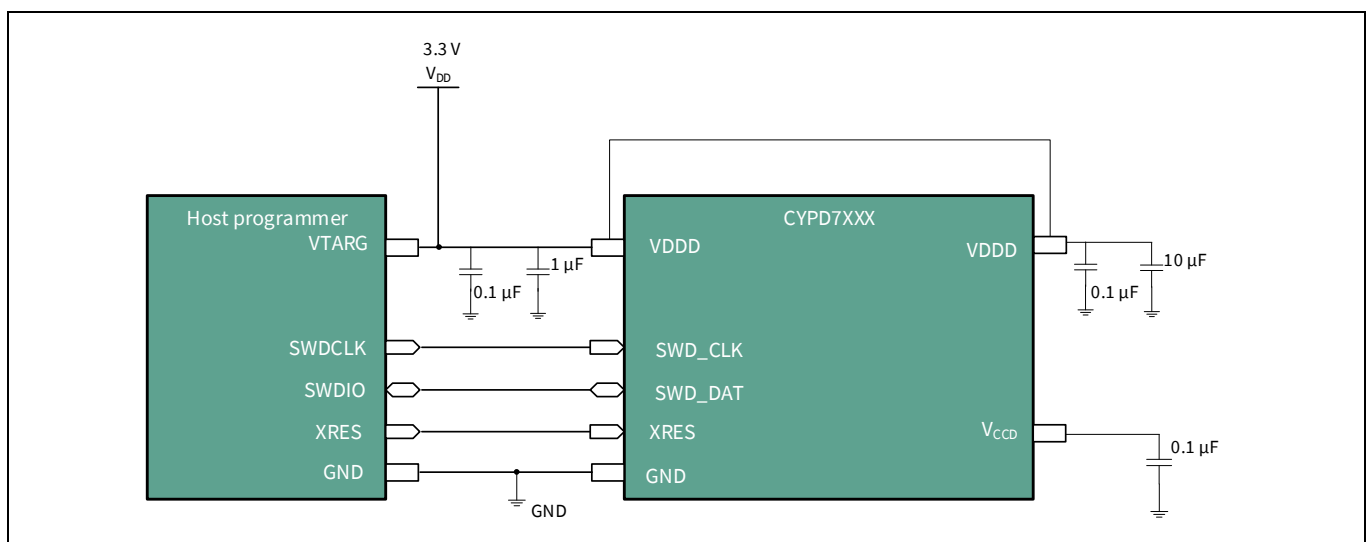 3.3 V
VDD
Host programmer
CYPD7XXX
VTARG
VDDD
VDDD
1 µF
0.1 µF
10 µF
0.1 µF
SWDCLK
SWD_CLK
SWDIO
SWD_DAT
XRES
XRES
VCCD
0.1 µF
GND
GND
GND